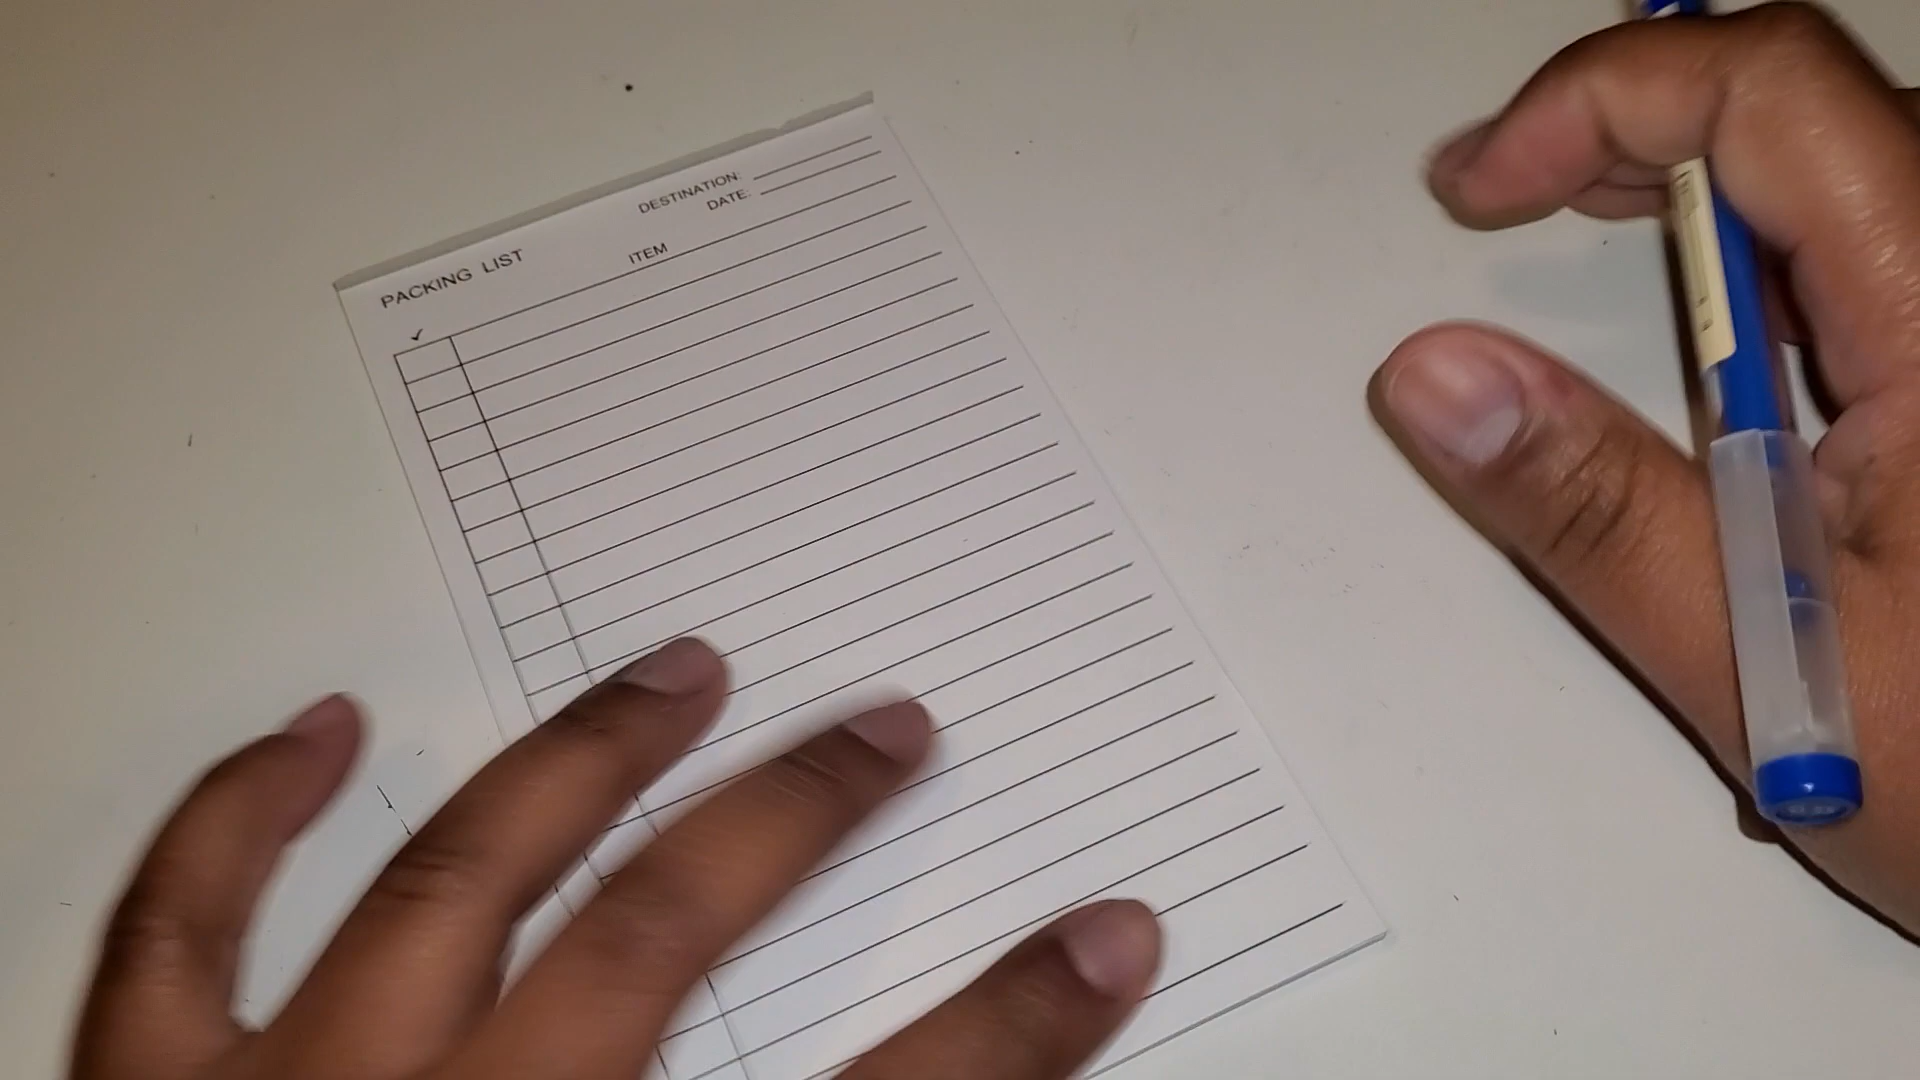 DESTINATION:
DATE:
PACKING LIST
✓ ITEM